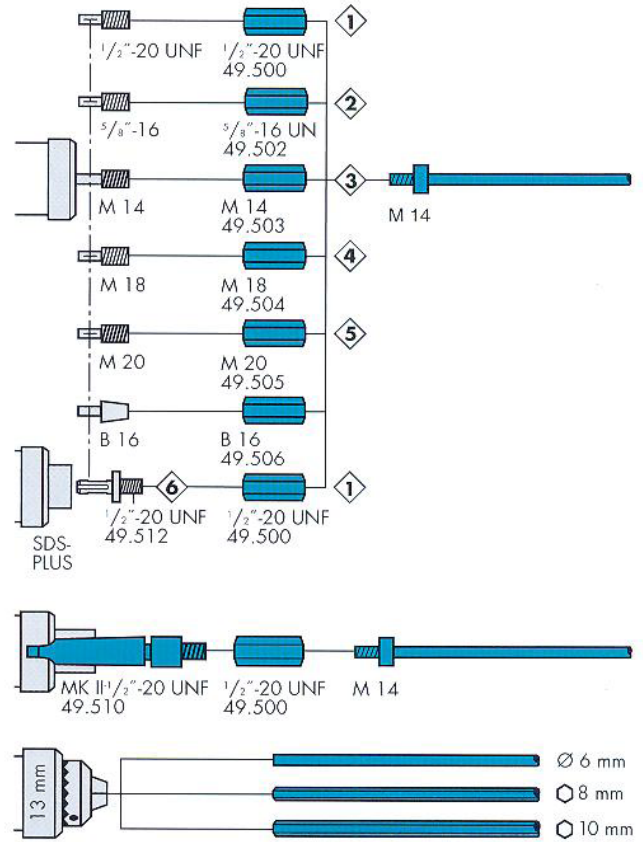 1/2"-20 UNF 1/2"-20 UNF 1
49.500
5/8"-16 5/8"-16 UN 2
49.502
M 14 M 14 3 M 14
49.503
M 18 M 18 4
49.504
M 20 M 20 5
49.505
B 16 B 16
49.506
6 1
1/2"-20 UNF 1/2"-20 UNF
49.512 49.500
SDS-
PLUS
MK II-1/2"-20 UNF 1/2"-20 UNF M 14
49.510 49.500
13 mm
Ø 6 mm
8 mm
10 mm